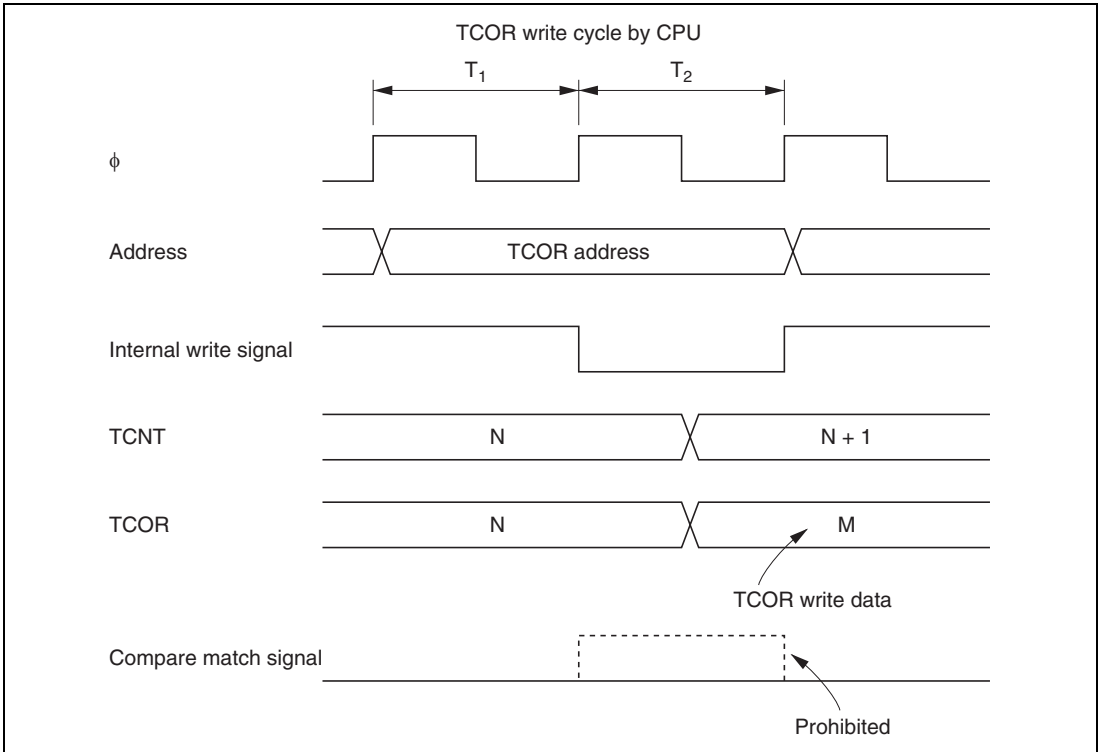 TCOR write cycle by CPU
T1 T2
φ
Address TCOR address
Internal write signal
TCNT N N + 1
TCOR N M
TCOR write data
Compare match signal
Prohibited